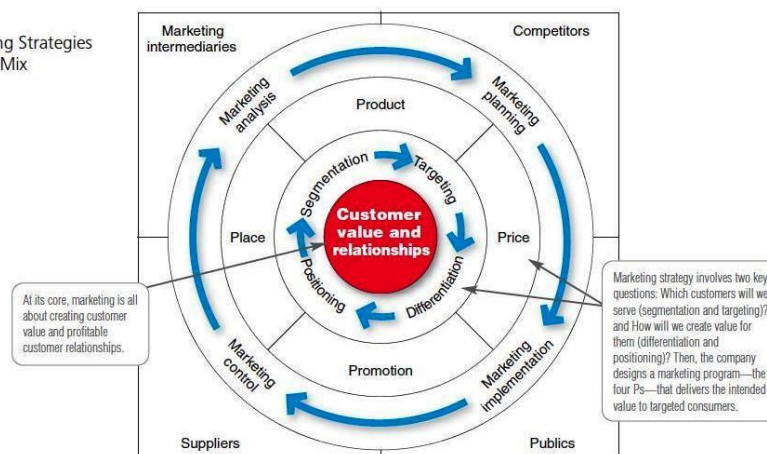 ng Strategies
Mix
Marketing
intermediaries
Competitors
Marketing
analysis
Marketing
planning
Product
Segmentation
Targeting
Customer
value and
relationships
Place
Price
Positioning
Differentiation
At its core, marketing is all
about creating customer
value and profitable
customer relationships.
Marketing strategy involves two key
questions: Which customers will we
serve (segmentation and targeting)?
and How will we create value for
them (differentiation and
positioning)? Then, the company
designs a marketing program—the
four Ps—that delivers the intended
value to targeted consumers.
Promotion
Marketing
control
Marketing
implementation
Suppliers
Publics